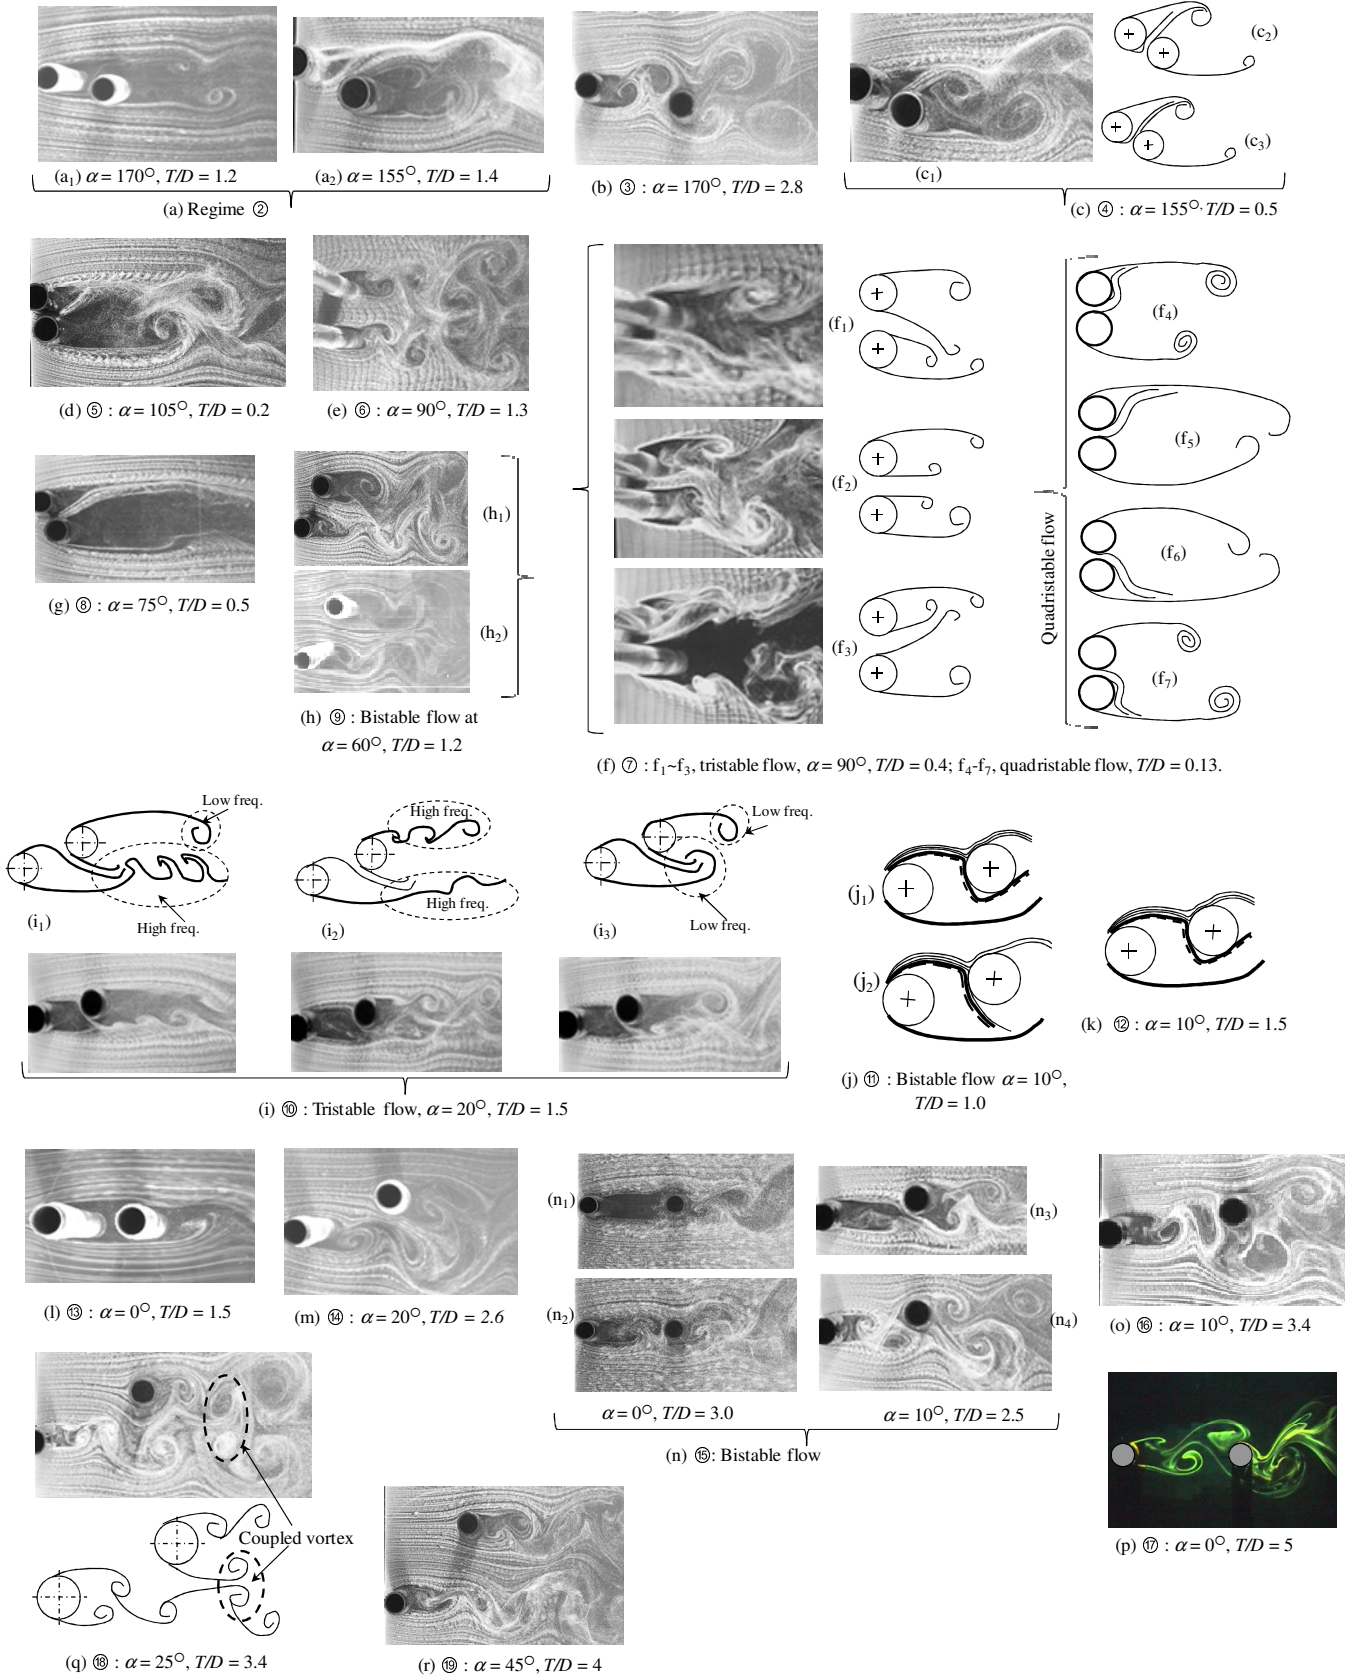 (c₂)
(c₃)
(a₁) α = 170○, T/D = 1.2
(a₂) α = 155○, T/D = 1.4
(a) Regime ②
(b) ③ : α = 170○, T/D = 2.8
(c₁)
(c) ④ : α = 155○, T/D = 0.5
(d) ⑤ : α = 105○, T/D = 0.2
(e) ⑥ : α = 90○, T/D = 1.3
(f₁)
(f₂)
(f₃)
(f₄)
(f₅)
(f₆)
(f₇)
Quadristable flow
(f) ⑦ : f₁~f₃, tristable flow, α = 90○, T/D = 0.4; f₄-f₇, quadristable flow, T/D = 0.13.
(g) ⑧ : α = 75○, T/D = 0.5
(h₁)
(h₂)
(h) ⑨ : Bistable flow at
α = 60○, T/D = 1.2
Low freq.
High freq.
(i₁)
High freq.
High freq.
(i₂)
Low freq.
Low freq.
(i₃)
(i) ⑩ : Tristable flow, α = 20○, T/D = 1.5
(j₁)
(j₂)
(j) ⑪ : Bistable flow α = 10○,
T/D = 1.0
(k) ⑫ : α = 10○, T/D = 1.5
(l) ⑬ : α = 0○, T/D = 1.5
(m) ⑭ : α = 20○, T/D = 2.6
(n₁)
(n₂)
(n₃)
(n₄)
α = 0○, T/D = 3.0
α = 10○, T/D = 2.5
(n) ⑮: Bistable flow
(o) ⑯ : α = 10○, T/D = 3.4
(p) ⑰ : α = 0○, T/D = 5
Coupled vortex
(q) ⑱ : α = 25○, T/D = 3.4
(r) ⑲ : α = 45○, T/D = 4